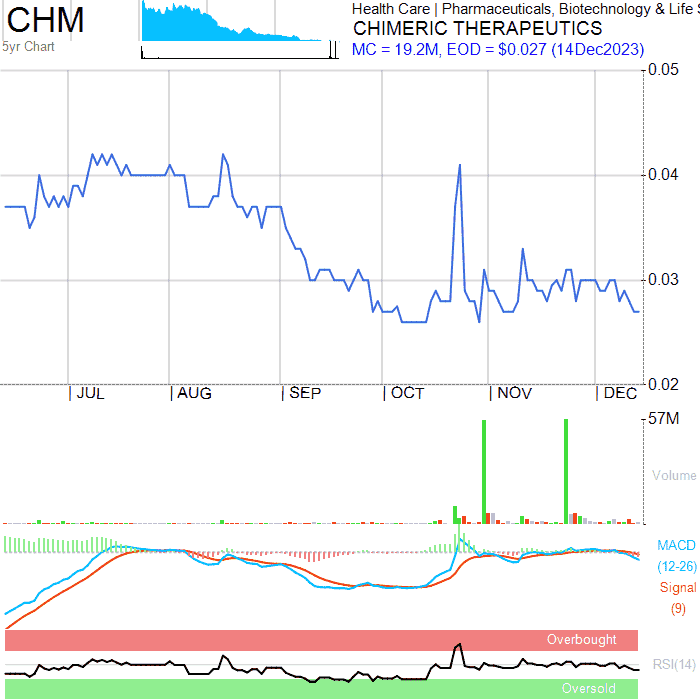 CHM
Health Care | Pharmaceuticals, Biotechnology & Life S
CHIMERIC THERAPEUTICS
5yr Chart
MC = 19.2M, EOD = $0.027 (14Dec2023)
0.05
0.04
0.03
0.02
JUL AUG SEP OCT NOV DEC
57M
Volume
MACD
(12-26)
Signal
(9)
Overbought
RSI(14)
Oversold